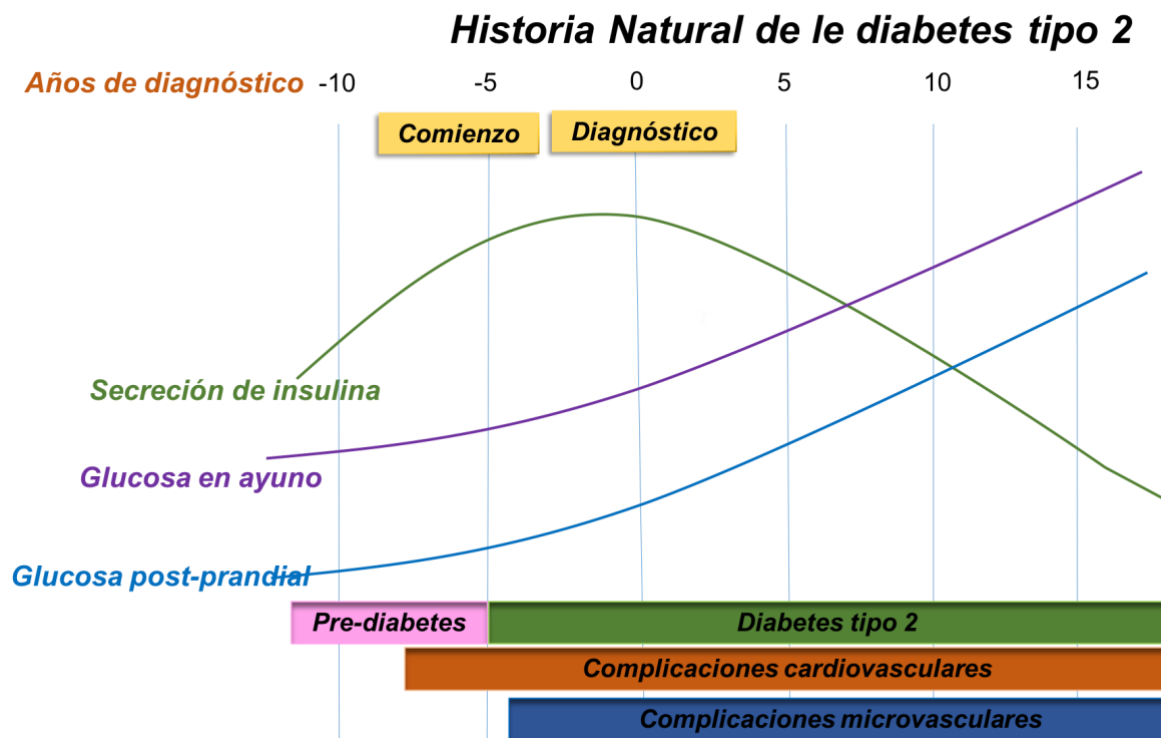 Historia Natural de le diabetes tipo 2
Años de diagnóstico -10 -5 0 5 10 15
Comienzo Diagnóstico
Secreción de insulina
Glucosa en ayuno
Glucosa post-prandial
Pre-diabetes Diabetes tipo 2
Complicaciones cardiovasculares
Complicaciones microvasculares